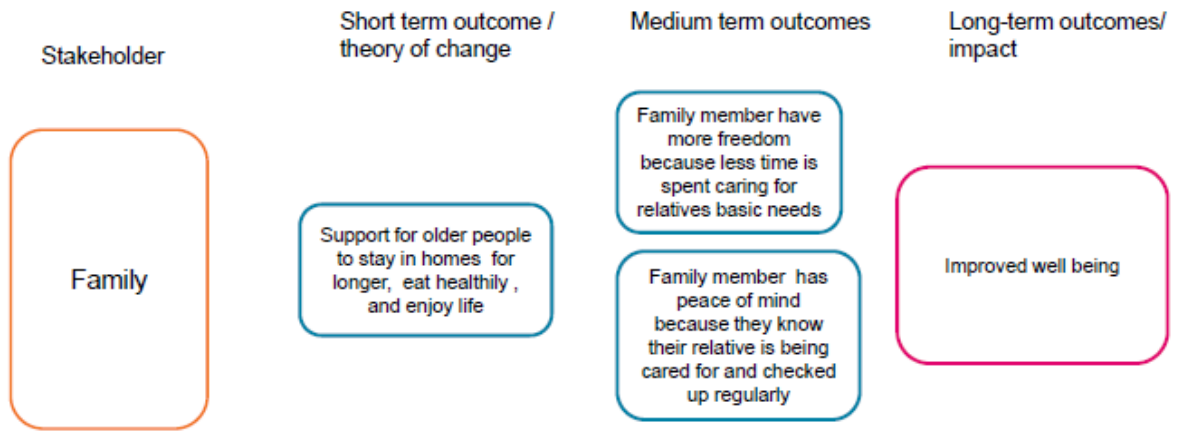 Stakeholder
Short term outcome /
theory of change
Medium term outcomes
Long-term outcomes/
impact
Family
Support for older people
to stay in homes for
longer, eat healthily ,
and enjoy life
Family member have
more freedom
because less time is
spent caring for
relatives basic needs
Family member has
peace of mind
because they know
their relative is being
cared for and checked
up regularly
Improved well being